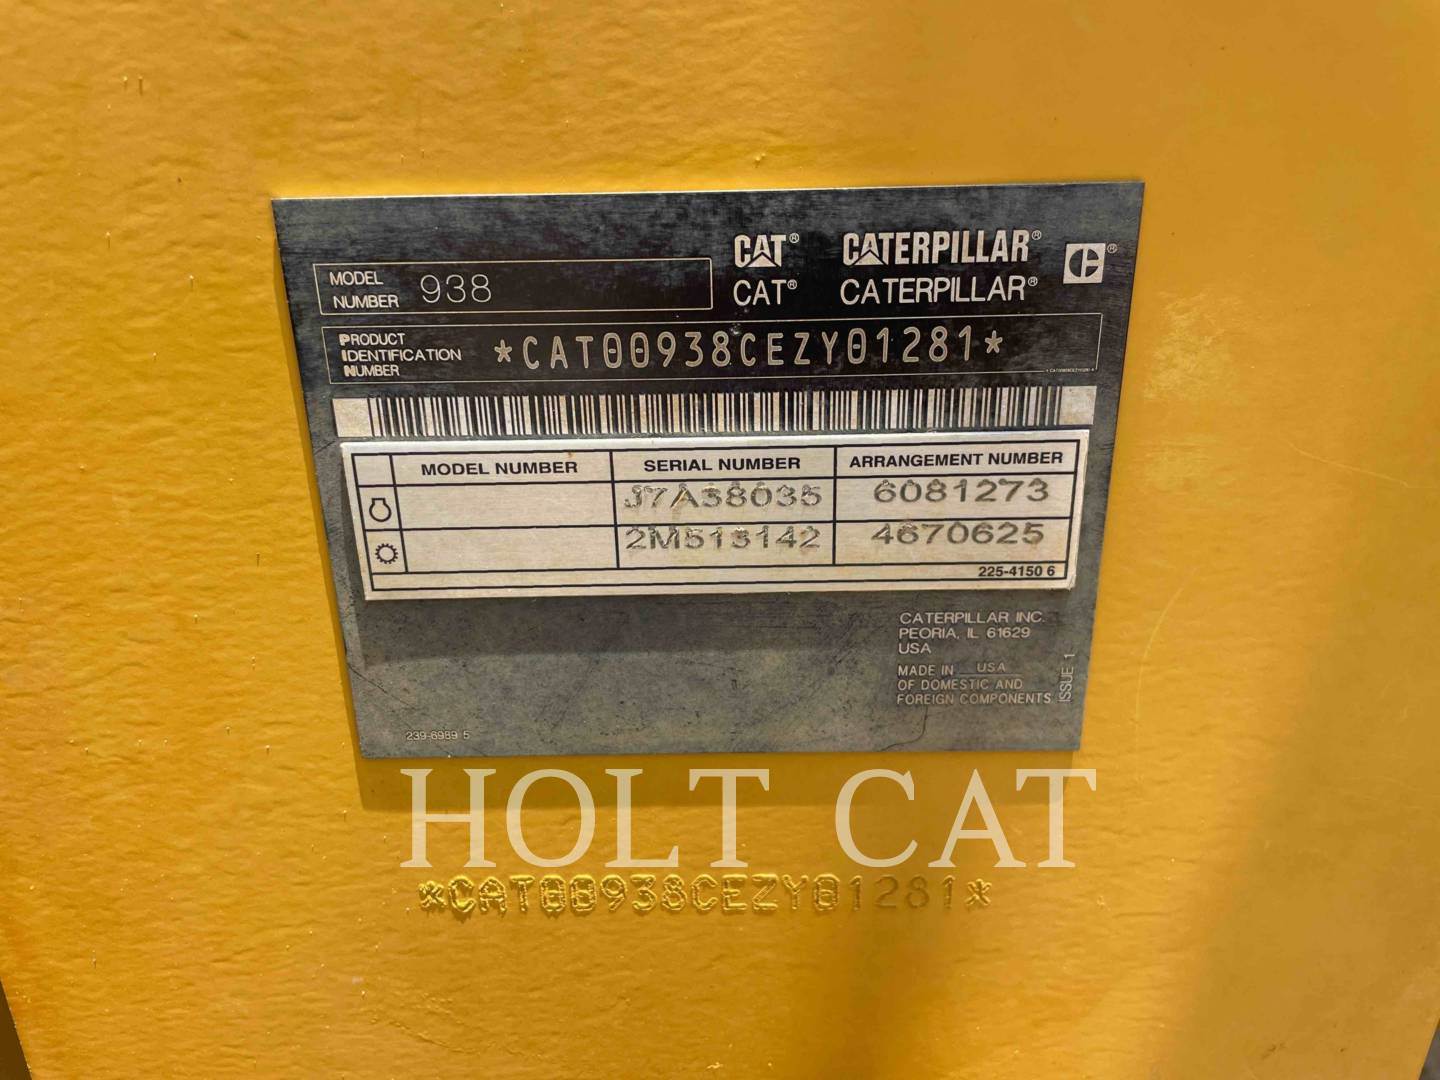 CAT® CATERPILLAR®
CAT® CATERPILLAR®
MODEL NUMBER 938
PRODUCT IDENTIFICATION NUMBER *CAT00938CEZY01281*
MODEL NUMBER SERIAL NUMBER ARRANGEMENT NUMBER
J7A38035 6081273
2M513142 4670625
225-4150 6
CATERPILLAR INC.
PEORIA, IL 61629
USA
MADE IN USA
OF DOMESTIC AND
FOREIGN COMPONENTS
ISSUE 1
239-6989 5
HOLT CAT
*CAT00938CEZY01281*